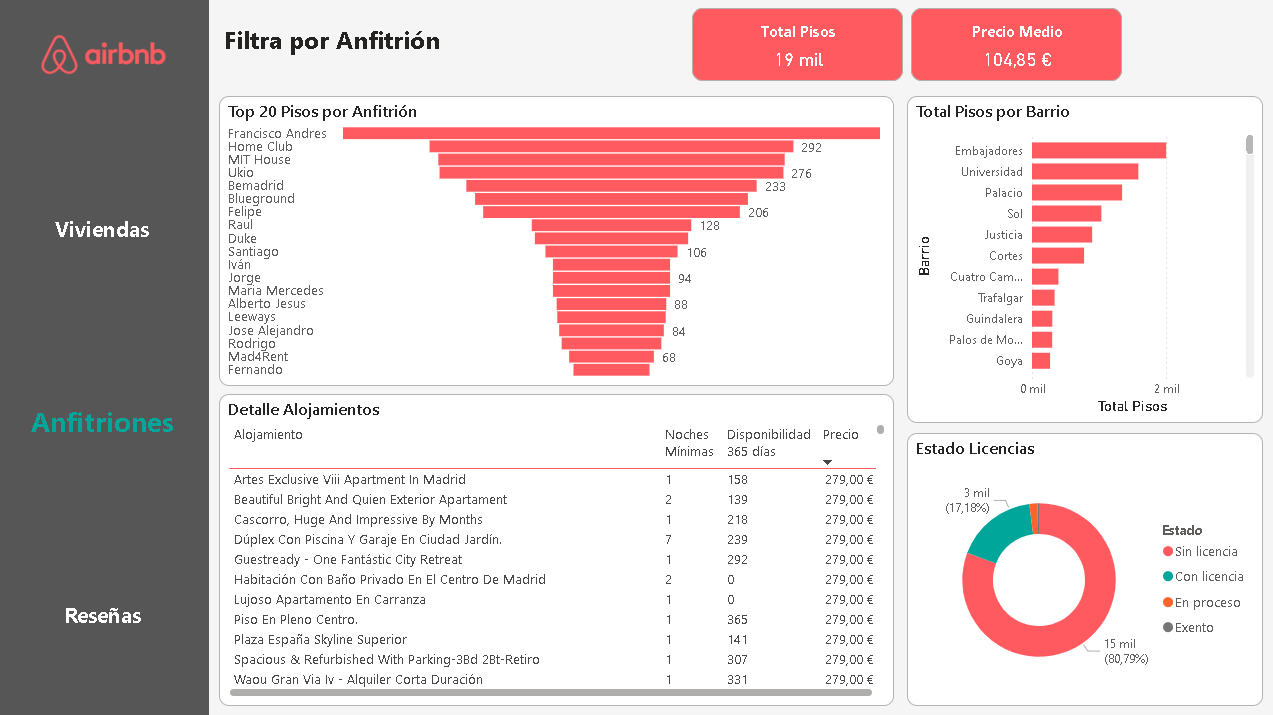 airbnb
Viviendas
Anfitriones
Reseñas
Filtra por Anfitrión
Total Pisos
19 mil
Precio Medio
104,85 €
Top 20 Pisos por Anfitrión
Francisco Andres
Home Club 292
MIT House
Ukio 276
Bemadrid 233
Blueground
Felipe 206
Raul 128
Duke
Santiago 106
Iván
Jorge 94
Maria Mercedes
Alberto Jesus 88
Leeways
Jose Alejandro 84
Rodrigo
Mad4Rent 68
Fernando
Total Pisos por Barrio
Barrio
Embajadores
Universidad
Palacio
Sol
Justicia
Cortes
Cuatro Cam...
Trafalgar
Guindalera
Palos de Mo...
Goya
0 mil 2 mil
Total Pisos
Detalle Alojamientos
Alojamiento Noches Mínimas Disponibilidad 365 días Precio
Artes Exclusive Viii Apartment In Madrid 1 158 279,00 €
Beautiful Bright And Quien Exterior Apartament 2 139 279,00 €
Cascorro, Huge And Impressive By Months 1 218 279,00 €
Dúplex Con Piscina Y Garaje En Ciudad Jardín. 7 239 279,00 €
Guestready - One Fantástic City Retreat 1 292 279,00 €
Habitación Con Baño Privado En El Centro De Madrid 2 0 279,00 €
Lujoso Apartamento En Carranza 1 0 279,00 €
Piso En Pleno Centro. 1 365 279,00 €
Plaza España Skyline Superior 1 141 279,00 €
Spacious & Refurbished With Parking-3Bd 2Bt-Retiro 1 307 279,00 €
Waou Gran Via Iv - Alquiler Corta Duración 1 331 279,00 €
Estado Licencias
3 mil
(17,18%)
15 mil
(80,79%)
Estado
Sin licencia
Con licencia
En proceso
Exento